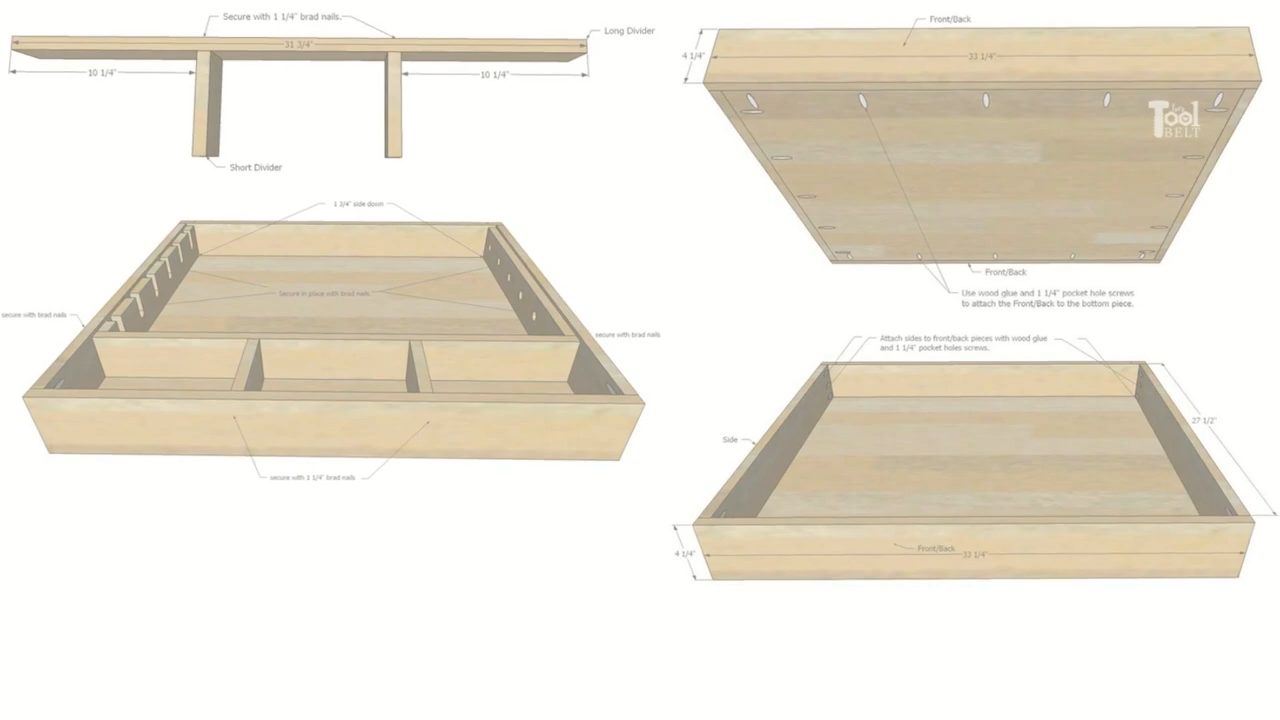 Secure with 1 1/4" brad nails.
Long Divider
31 3/4"
10 1/4"
10 1/4"
Short Divider
1 3/4" side down
Secure in place with brad nails.
secure with brad nails
secure with brad nails
secure with 1 1/4" brad nails
Front/Back
4 1/4"
33 1/4"
the
Tool
BELT
Front/Back
Use wood glue and 1 1/4" pocket hole screws
to attach the Front/Back to the bottom piece.
Attach sides to front/back pieces with wood glue
and 1 1/4" pocket holes screws.
27 1/2"
Side
4 1/4"
Front/Back
33 1/4"